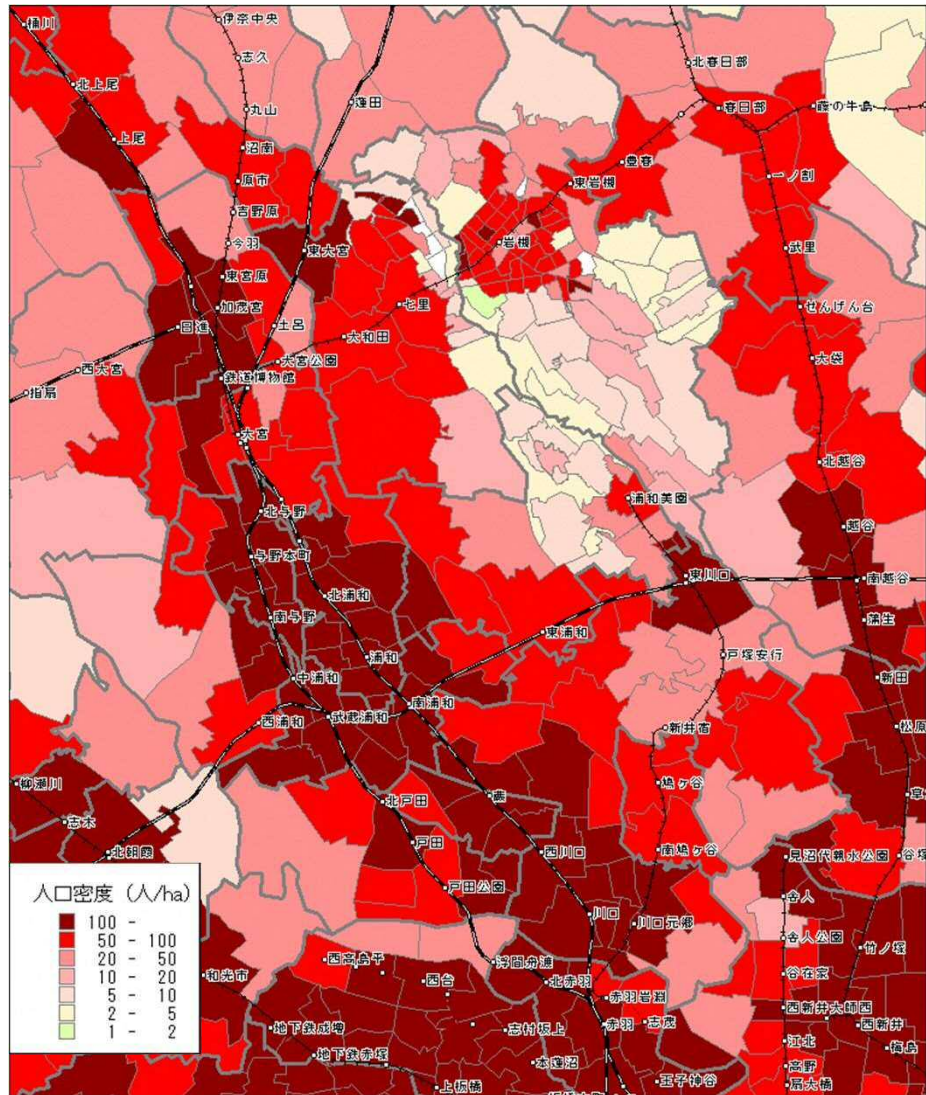 桶川
伊奈中央
志久
北上尾
丸山
蓮田
北春日部
春日部
藤の牛島
上尾
沼南
原市
吉野原
今羽
東大宮
東宮原
加茂宮
日進
土呂
七里
岩槻
東岩槻
豊春
一ノ割
武里
せんげん台
大和田
大宮公園
西大宮
指扇
鉄道博物館
大袋
大宮
北越谷
浦和美園
北与野
越谷
与野本町
東川口
南越谷
北浦和
南与野
蒲生
東浦和
浦和
戸塚安行
中浦和
新田
南浦和
西浦和
武蔵浦和
新井宿
松原
柳瀬川
鳩ヶ谷
蕨
北戸田
志木
戸田
西川口
南鳩ヶ谷
北朝霞
見沼代親水公園
谷塚
戸田公園
舎人
川口
川口元郷
舎人公園
竹ノ塚
人口密度 (人/ha)
100 -
50 - 100
20 - 50
10 - 20
5 - 10
2 - 5
1 - 2
西高島平
浮間舟渡
和光市
西台
北赤羽
谷在家
赤羽岩淵
西新井大師西
地下鉄成増
志村坂上
赤羽
志茂
西新井
江北
梅島
地下鉄赤塚
本蓮沼
高野
上板橋
王子神谷
扇大橋